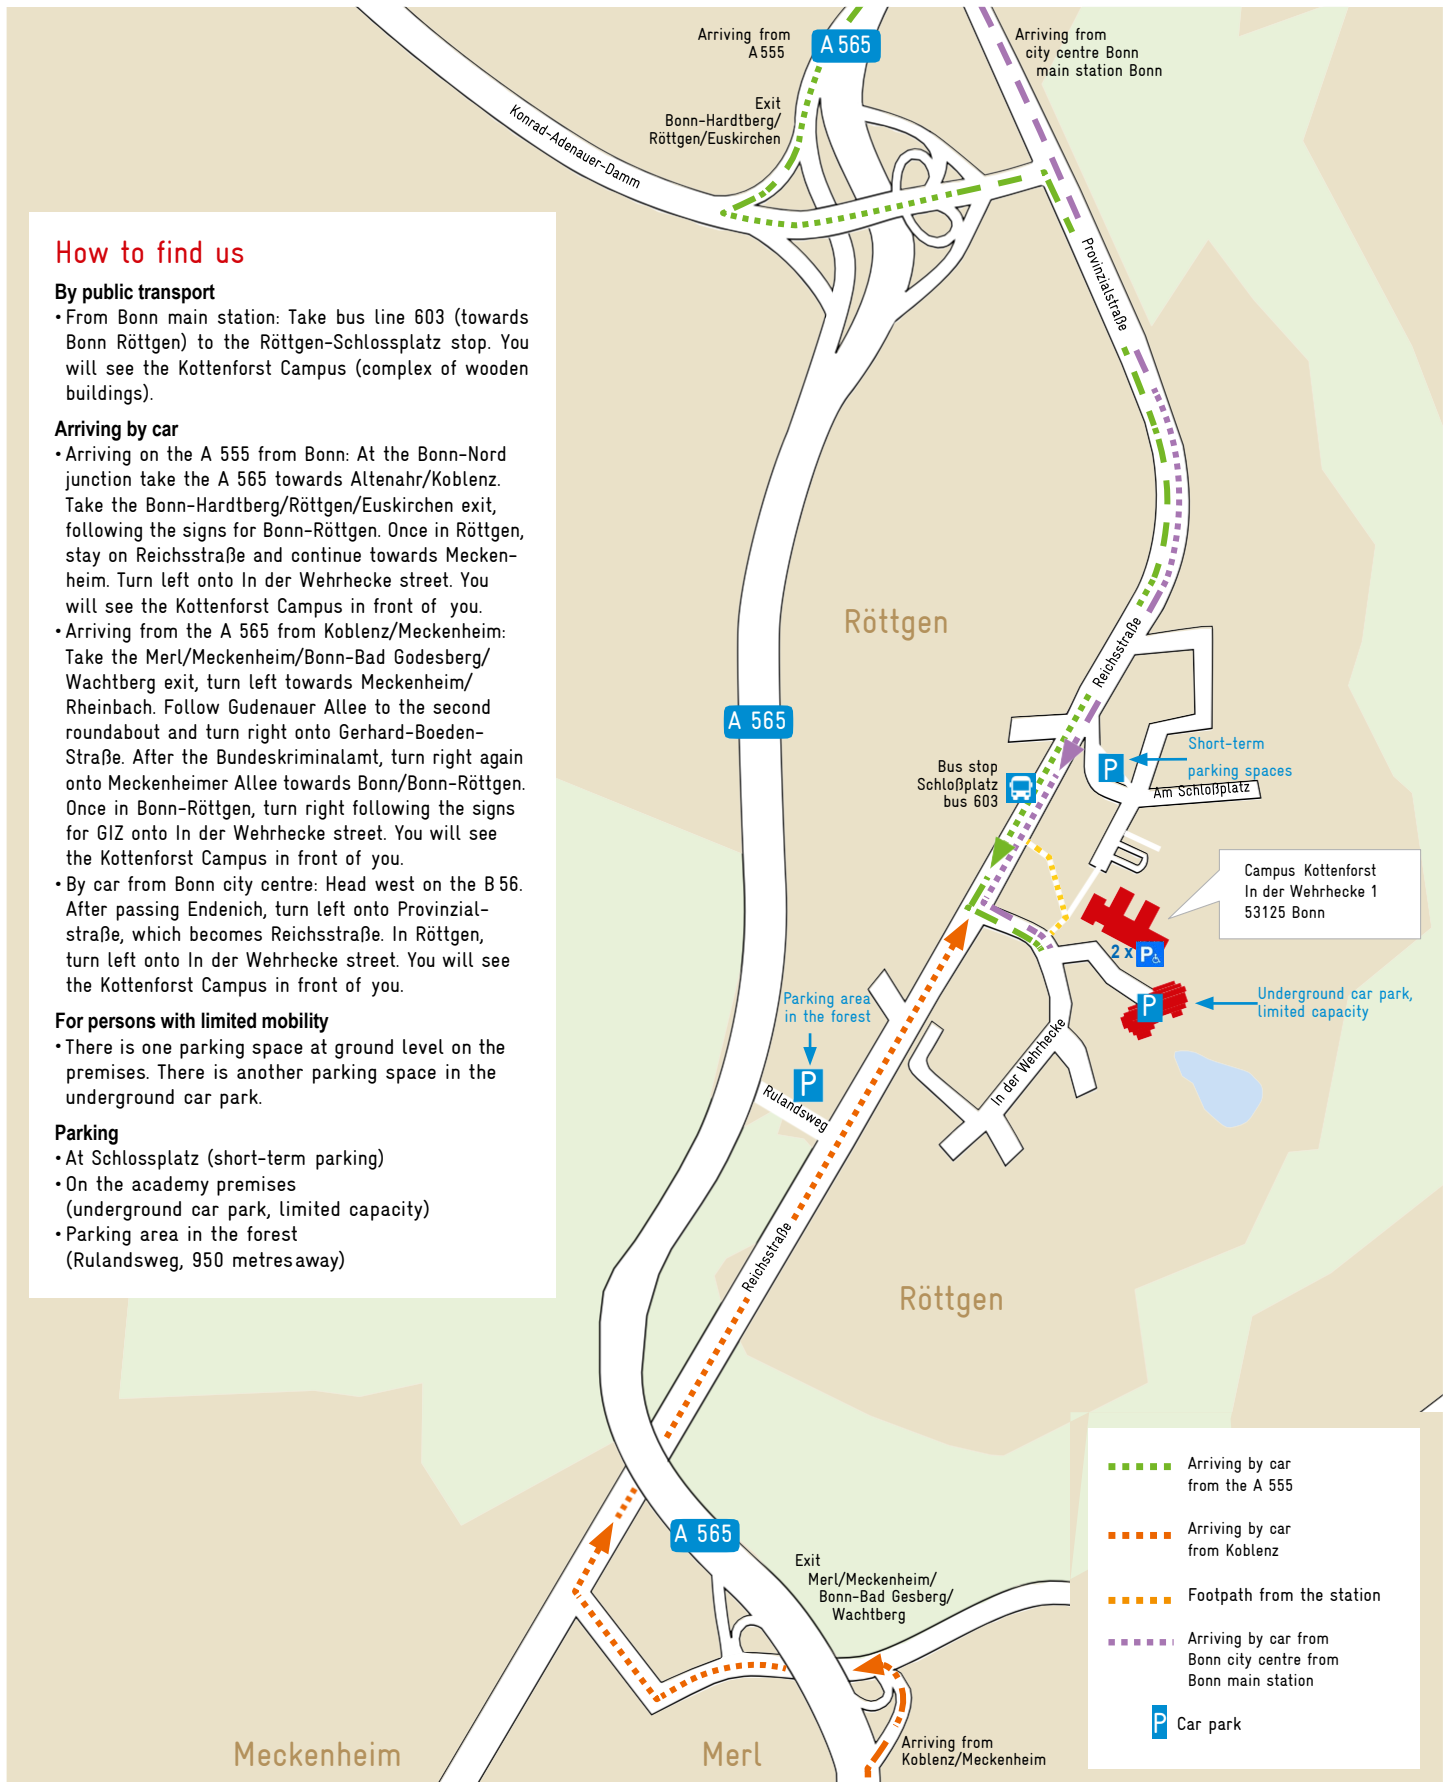 Arriving from
A 555
A 565
Arriving from
city centre Bonn
main station Bonn
Exit
Bonn-Hardtberg/
Röttgen/Euskirchen
Konrad-Adenauer-Damm
Provinzialstraße
How to find us
By public transport
• From Bonn main station: Take bus line 603 (towards
Bonn Röttgen) to the Röttgen-Schlossplatz stop. You
will see the Kottenforst Campus (complex of wooden
buildings).
Arriving by car
• Arriving on the A 555 from Bonn: At the Bonn-Nord
junction take the A 565 towards Altenahr/Koblenz.
Take the Bonn-Hardtberg/Röttgen/Euskirchen exit,
following the signs for Bonn-Röttgen. Once in Röttgen,
stay on Reichsstraße and continue towards Mecken-
heim. Turn left onto In der Wehrhecke street. You
will see the Kottenforst Campus in front of you.
• Arriving from the A 565 from Koblenz/Meckenheim:
Take the Merl/Meckenheim/Bonn-Bad Godesberg/
Wachtberg exit, turn left towards Meckenheim/
Rheinbach. Follow Gudenauer Allee to the second
roundabout and turn right onto Gerhard-Boeden-
Straße. After the Bundeskriminalamt, turn right again
onto Meckenheimer Allee towards Bonn/Bonn-Röttgen.
Once in Bonn-Röttgen, turn right following the signs
for GIZ onto In der Wehrhecke street. You will see
the Kottenforst Campus in front of you.
• By car from Bonn city centre: Head west on the B 56.
After passing Endenich, turn left onto Provinzial-
straße, which becomes Reichsstraße. In Röttgen,
turn left onto In der Wehrhecke street. You will see
the Kottenforst Campus in front of you.
For persons with limited mobility
• There is one parking space at ground level on the
premises. There is another parking space in the
underground car park.
Parking
• At Schlossplatz (short-term parking)
• On the academy premises
(underground car park, limited capacity)
• Parking area in the forest
(Rulandsweg, 950 metres away)
Röttgen
Reichsstraße
A 565
Short-term
parking spaces
P
Am Schloßplatz
Bus stop
Schloßplatz
bus 603
Campus Kottenforst
In der Wehrhecke 1
53125 Bonn
2 x P
Underground car park,
limited capacity
P
Parking area
in the forest
P
Rulandsweg
In der Wehrhecke
Reichsstraße
Röttgen
A 565
Exit
Merl/Meckenheim/
Bonn-Bad Gesberg/
Wachtberg
Meckenheim
Merl
Arriving from
Koblenz/Meckenheim
Arriving by car
from the A 555
Arriving by car
from Koblenz
Footpath from the station
Arriving by car from
Bonn city centre from
Bonn main station
P Car park